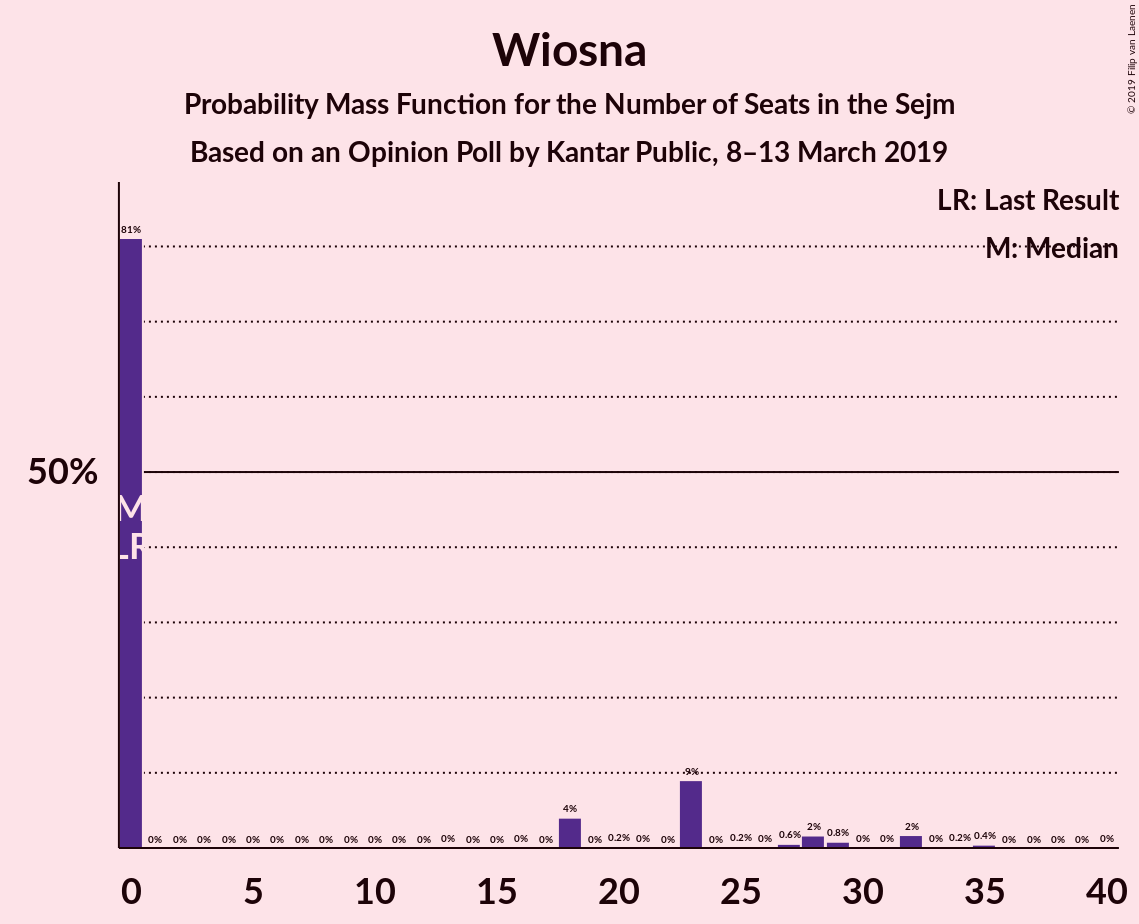 Wiosna
Probability Mass Function for the Number of Seats in the Sejm
Based on an Opinion Poll by Kantar Public, 8–13 March 2019
© 2019 Filip van Laenen
LR: Last Result
M: Median
81%
50%
M
LR
0% 0% 0% 0% 0% 0% 0% 0% 0% 0% 0% 0% 0% 0% 0% 0% 0% 4% 0% 0.2% 0% 0% 9% 0% 0.2% 0% 0.6% 2% 0.8% 0% 0% 2% 0% 0.2% 0.4% 0% 0% 0% 0% 0%
0 5 10 15 20 25 30 35 40